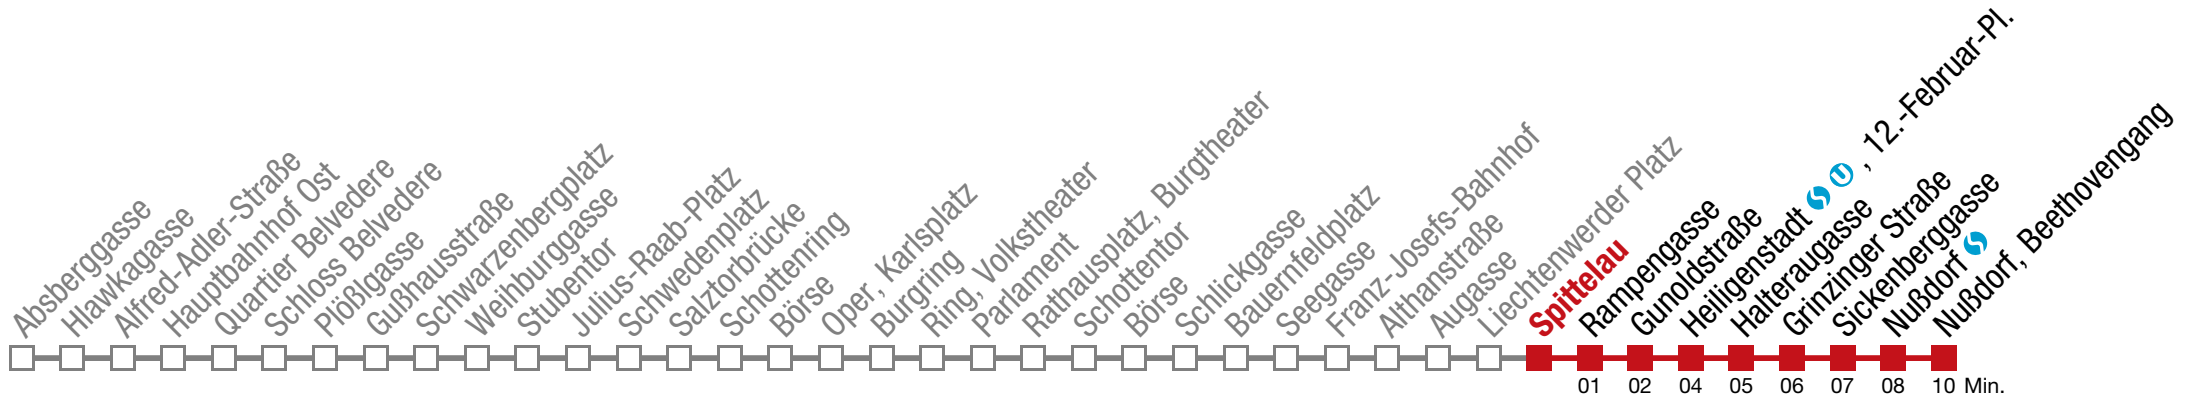 Absberggasse
Hlawkagasse
Alfred-Adler-Straße
Hauptbahnhof Ost
Quartier Belvedere
Schloss Belvedere
Plößlgasse
Gußhausstraße
Schwarzenbergplatz
Weihburggasse
Stubentor
Julius-Raab-Platz
Schwedenplatz
Salztorbrücke
Schottenring
Börse
Oper, Karlsplatz
Burgring
Ring, Volkstheater
Parlament
Rathausplatz, Burgtheater
Schottentor
Börse
Schlickgasse
Bauernfeldplatz
Seegasse
Franz-Josefs-Bahnhof
Althanstraße
Augasse
Liechtenwerder Platz
Spittelau
Rampengasse
Gunoldstraße
Heiligenstadt S U , 12.-Februar-Pl.
Halteraugasse
Grinzinger Straße
Sickenberggasse
Nußdorf S
Nußdorf, Beethovengang
01 02 04 05 06 07 08 10 Min.